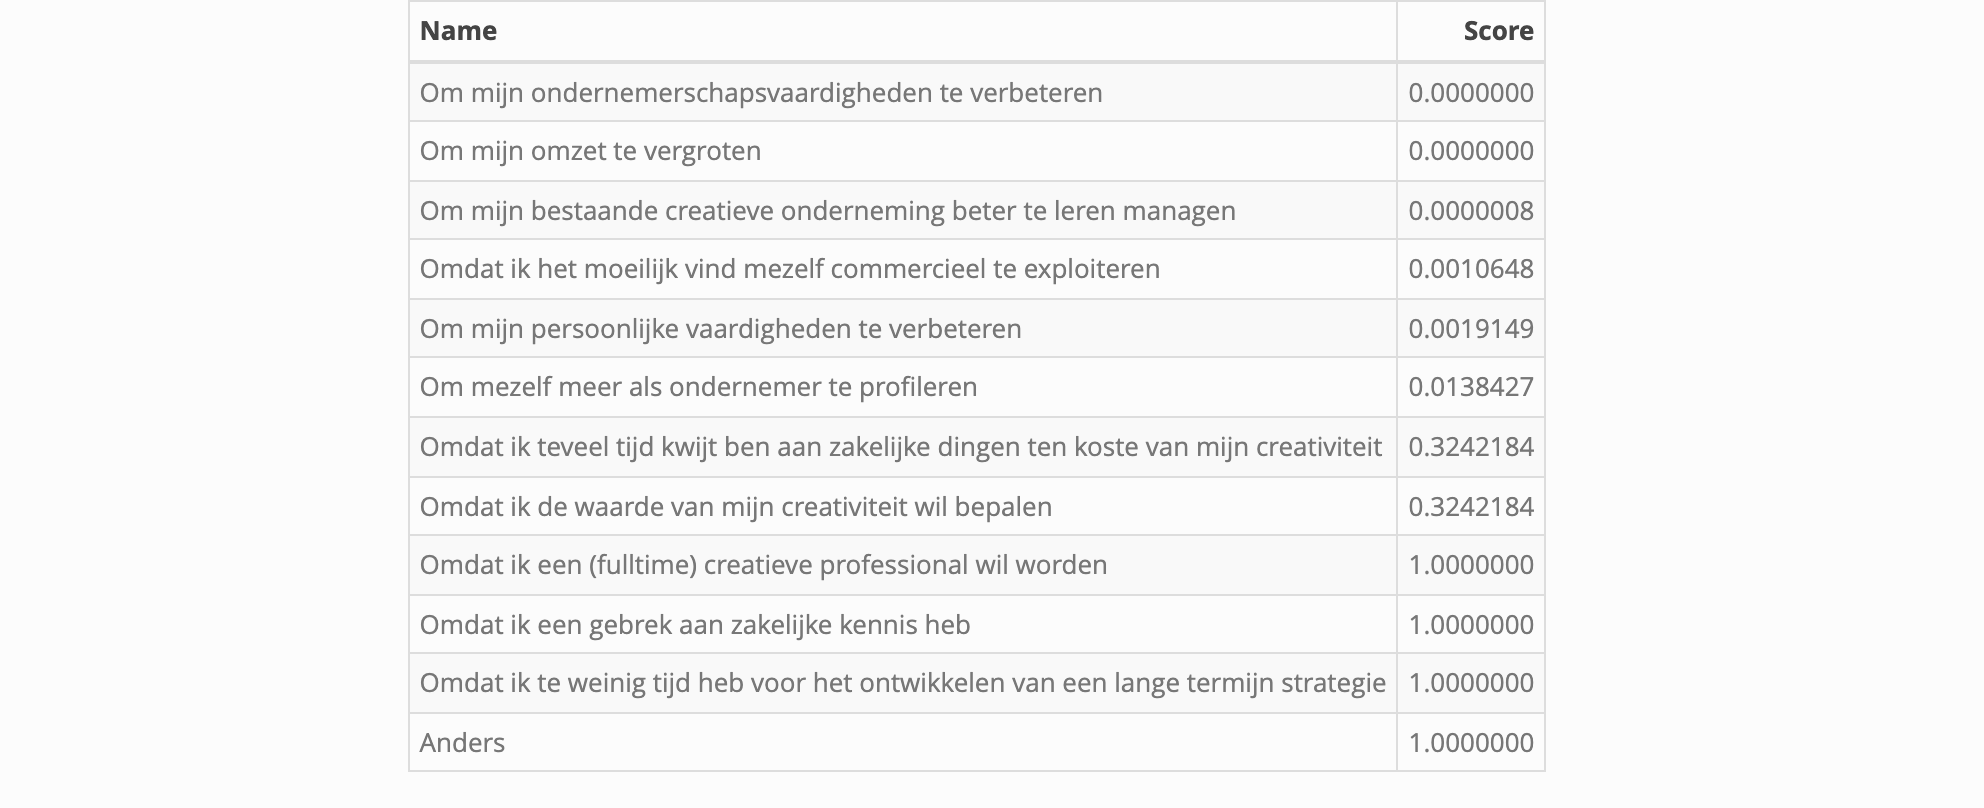 Name Score
Om mijn ondernemerschapsvaardigheden te verbeteren 0.0000000
Om mijn omzet te vergroten 0.0000000
Om mijn bestaande creatieve onderneming beter te leren managen 0.0000008
Omdat ik het moeilijk vind mezelf commercieel te exploiteren 0.0010648
Om mijn persoonlijke vaardigheden te verbeteren 0.0019149
Om mezelf meer als ondernemer te profileren 0.0138427
Omdat ik teveel tijd kwijt ben aan zakelijke dingen ten koste van mijn creativiteit 0.3242184
Omdat ik de waarde van mijn creativiteit wil bepalen 0.3242184
Omdat ik een (fulltime) creatieve professional wil worden 1.0000000
Omdat ik een gebrek aan zakelijke kennis heb 1.0000000
Omdat ik te weinig tijd heb voor het ontwikkelen van een lange termijn strategie 1.0000000
Anders 1.0000000